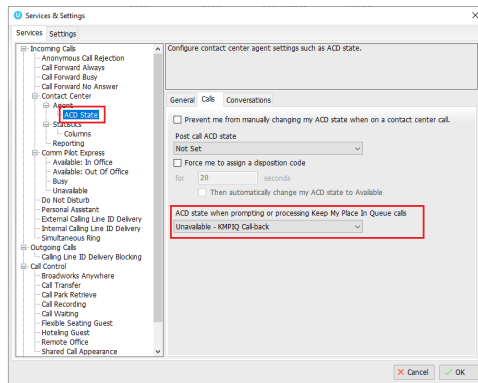 Services & Settings
Services
Settings
Incoming Calls
Anonymous Call Rejection
Call Forward Always
Call Forward Busy
Call Forward No Answer
Contact Center
Agent
ACD State
Statistics
Columns
Reporting
Comm Pilot Express
Available: In Office
Available: Out Of Office
Busy
Unavailable
Do Not Disturb
Personal Assistant
External Calling Line ID Delivery
Internal Calling Line ID Delivery
Simultaneous Ring
Outgoing Calls
Calling Line ID Delivery Blocking
Call Control
Broadworks Anywhere
Call Transfer
Call Park Retrieve
Call Recording
Call Waiting
Flexible Seating Guest
Hoteling Guest
Remote Office
Shared Call Appearance
Configure contact center agent settings such as ACD state.
General Calls Conversations
Prevent me from manually changing my ACD state when on a contact center call.
Post call ACD state
Not Set
Force me to assign a disposition code
for 20 seconds
Then automatically change my ACD state to Available
ACD state when prompting or processing Keep My Place In Queue calls
Unavailable - KMPIQ Call-back
Cancel OK